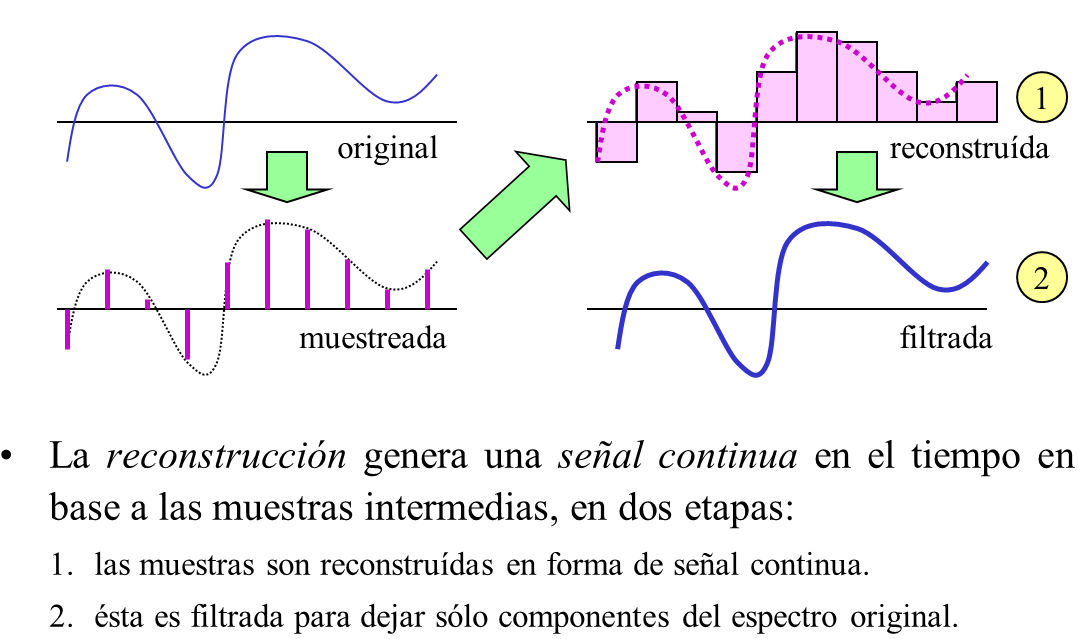 original
reconstruída
1
muestreada
filtrada
2
• La reconstrucción genera una señal continua en el tiempo en
base a las muestras intermedias, en dos etapas:
1. las muestras son reconstruídas en forma de señal continua.
2. ésta es filtrada para dejar sólo componentes del espectro original.